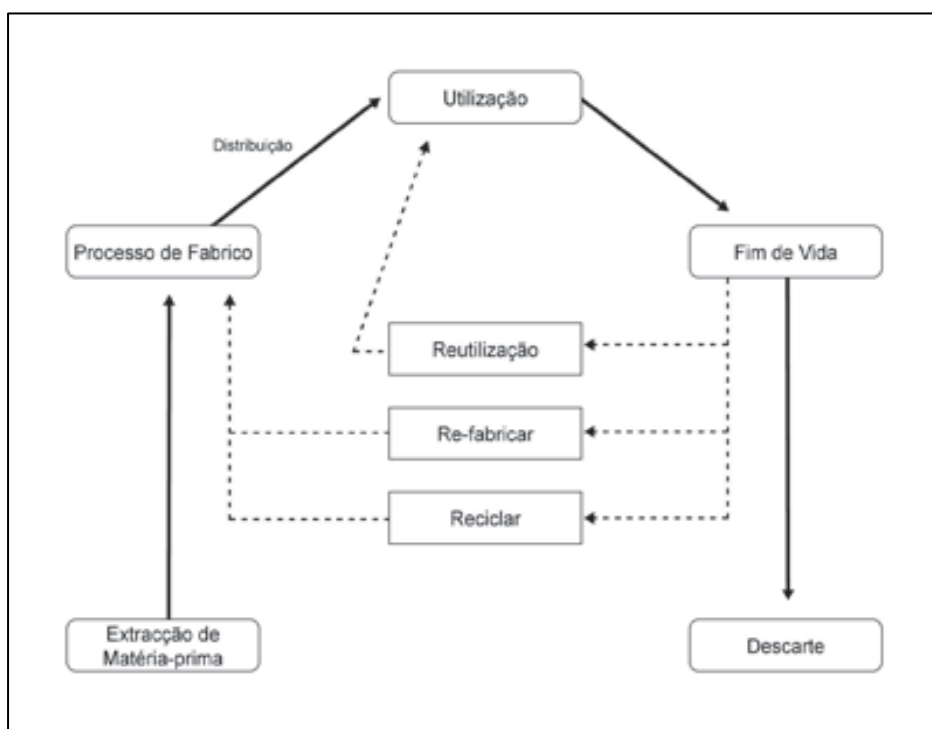 Utilização
Distribuição
Processo de Fabrico
Fim de Vida
Reutilização
Re-fabricar
Reciclar
Extracção de
Matéria-prima
Descarte